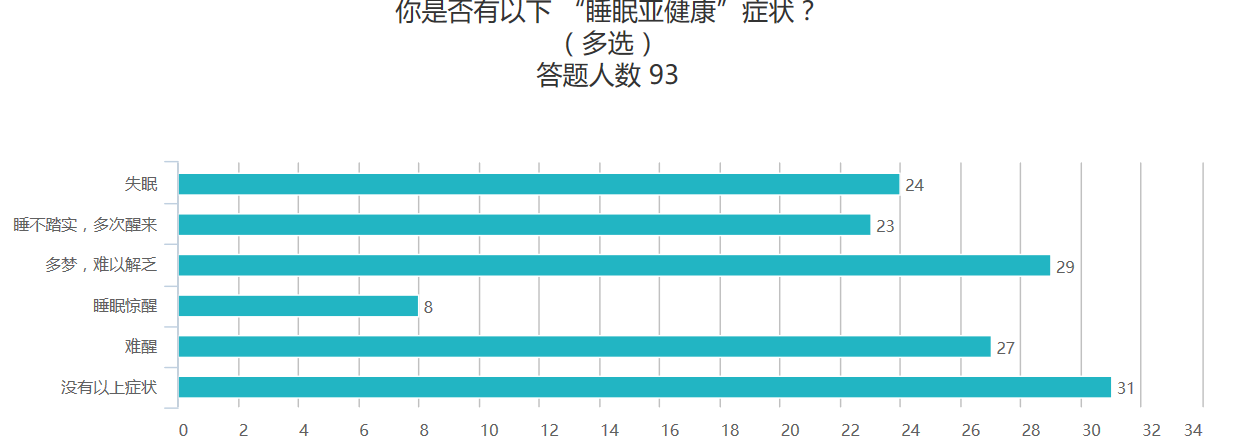 你是否有以下 “睡眠亚健康”症状？
（多选）
答题人数 93
失眠
24
睡不踏实，多次醒来
23
多梦，难以解乏
29
睡眠惊醒
8
难醒
27
没有以上症状
31
0 2 4 6 8 10 12 14 16 18 20 22 24 26 28 30 32 34